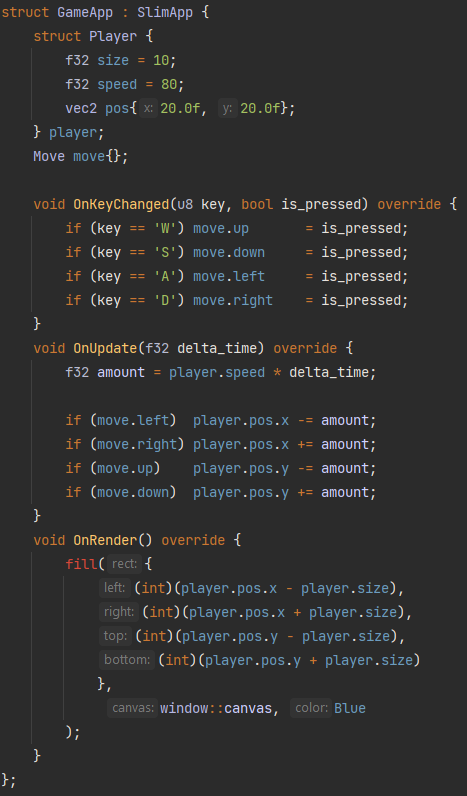 struct GameApp : SlimApp {
    struct Player {
        f32 size = 10;
        f32 speed = 80;
        vec2 pos{ x: 20.0f, y: 20.0f};
    } player;
    Move move{};

    void OnKeyChanged(u8 key, bool is_pressed) override {
        if (key == 'W') move.up       = is_pressed;
        if (key == 'S') move.down     = is_pressed;
        if (key == 'A') move.left     = is_pressed;
        if (key == 'D') move.right    = is_pressed;
    }
    void OnUpdate(f32 delta_time) override {
        f32 amount = player.speed * delta_time;

        if (move.left)  player.pos.x -= amount;
        if (move.right) player.pos.x += amount;
        if (move.up)    player.pos.y -= amount;
        if (move.down)  player.pos.y += amount;
    }
    void OnRender() override {
        fill( rect: {
            left: (int)(player.pos.x - player.size),
            right: (int)(player.pos.x + player.size),
            top: (int)(player.pos.y - player.size),
            bottom: (int)(player.pos.y + player.size)
            },
            canvas: window::canvas, color: Blue
        );
    }
};